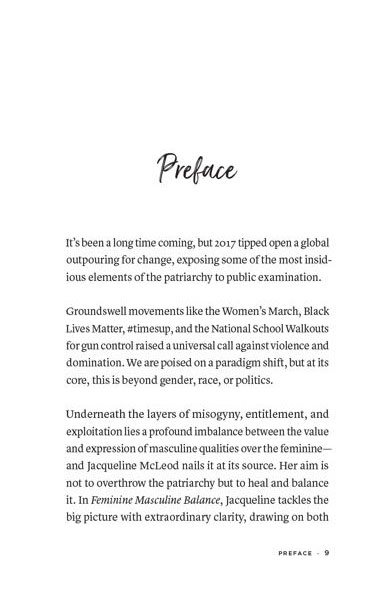 Preface
It's been a long time coming, but 2017 tipped open a global
outpouring for change, exposing some of the most insid-
ious elements of the patriarchy to public examination.
Groundswell movements like the Women's March, Black
Lives Matter, #timesup, and the National School Walkouts
for gun control raised a universal call against violence and
domination. We are poised on a paradigm shift, but at its
core, this is beyond gender, race, or politics.
Underneath the layers of misogyny, entitlement, and
exploitation lies a profound imbalance between the value
and expression of masculine qualities over the feminine—
and Jacqueline McLeod nails it at its source. Her aim is
not to overthrow the patriarchy but to heal and balance
it. In Feminine Masculine Balance, Jacqueline tackles the
big picture with extraordinary clarity, drawing on both
PREFACE · 9